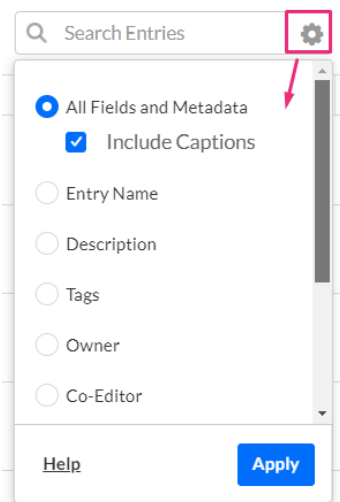 Search Entries
All Fields and Metadata
Include Captions
Entry Name
Description
Tags
Owner
Co-Editor
Help
Apply